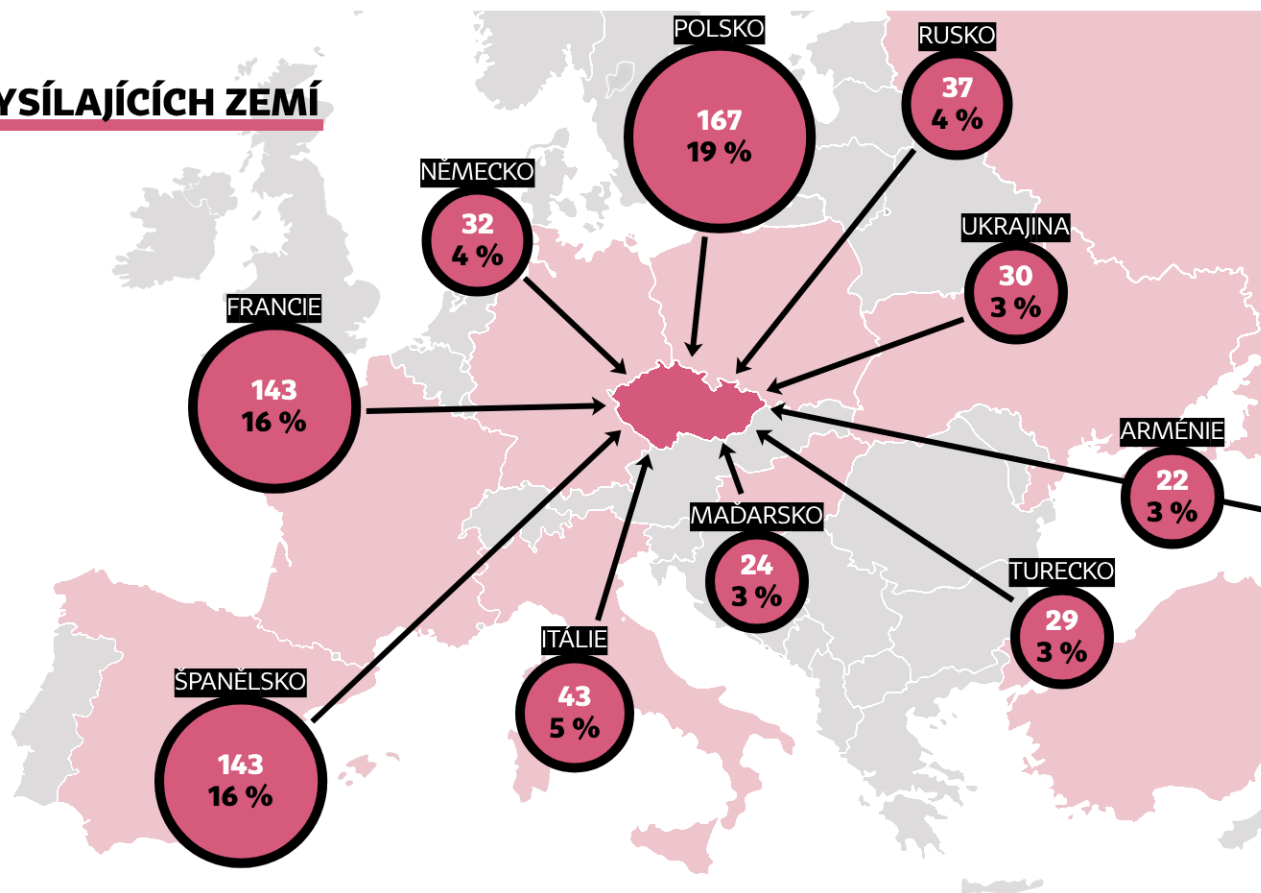 YSÍLAJÍCÍCH ZEMÍ
POLSKO
167
19 %
RUSKO
37
4 %
NĚMECKO
32
4 %
UKRAJINA
30
3 %
FRANCIE
143
16 %
ARMÉNIE
22
3 %
MAĎARSKO
24
3 %
TURECKO
29
3 %
ITÁLIE
43
5 %
ŠPANĚLSKO
143
16 %